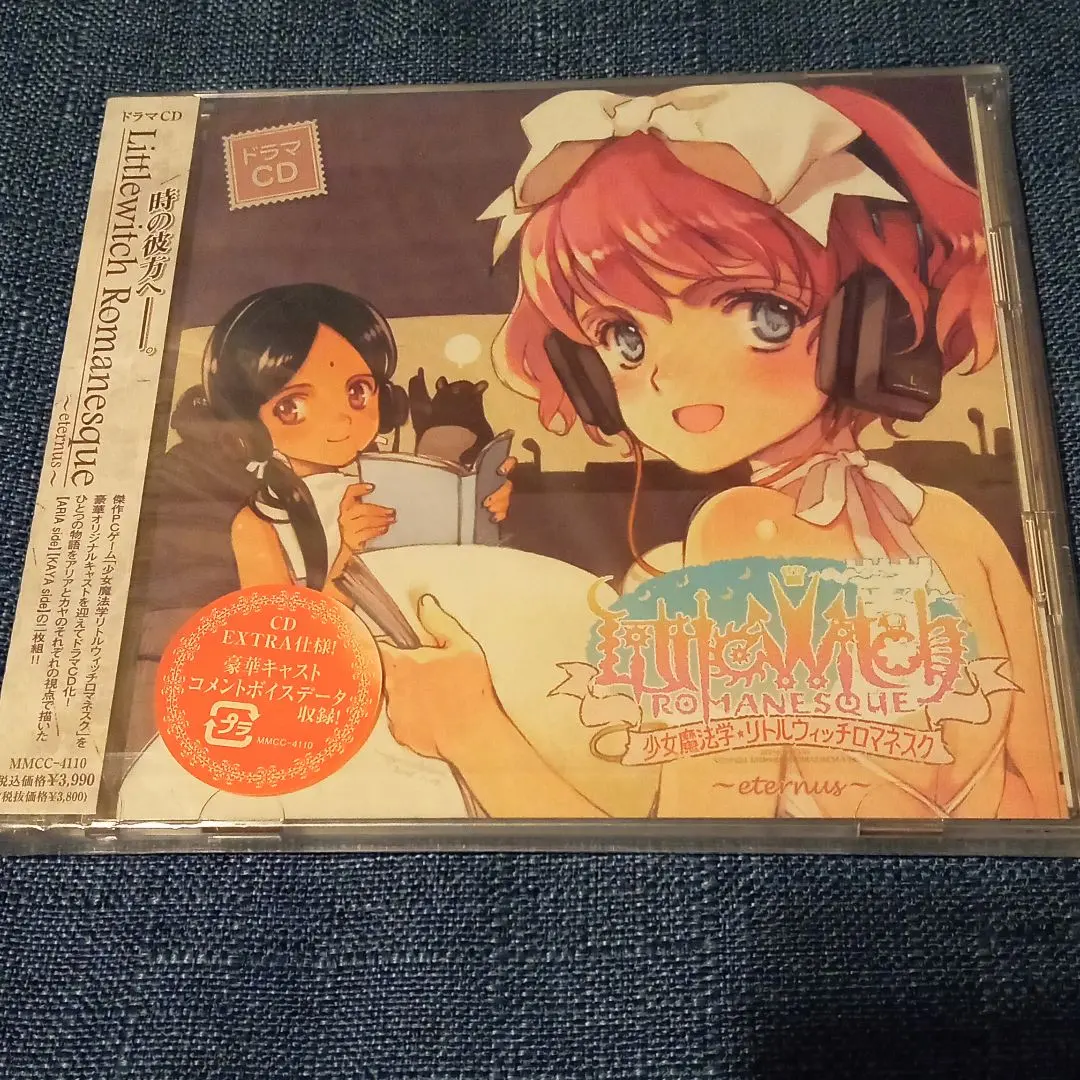 ドラマCD
Littlewitch Romanesque
~eternus~
時の彼方へ――。
傑作PCゲーム「少女魔法学リトルウィッチロマネスク」を
豪華オリジナルキャストを迎えてドラマCD化!
ひとつの物語をアリアとカヤのそれぞれの視点で描いた
【ARIA side】【KAYA side】の二枚組!!
MMCC-4110
税込価格¥3,990
(税抜価格¥3,800)
ドラマ
CD
L
CD
EXTRA仕様!
豪華キャスト
コメントボイスデータ
収録!
プラ
MMCC-4110
LittleWitch
ROMANESQUE
少女魔法学★リトルウィッチロマネスク
~eternus~